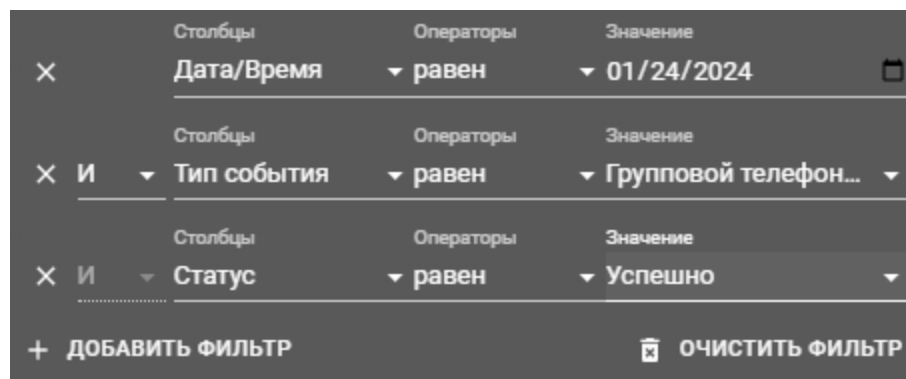 Столбцы Операторы Значение
Дата/Время равен 01/24/2024
Столбцы Операторы Значение
И Тип события равен Групповой телефон...
Столбцы Операторы Значение
И Статус равен Успешно
+ ДОБАВИТЬ ФИЛЬТР ОЧИСТИТЬ ФИЛЬТР